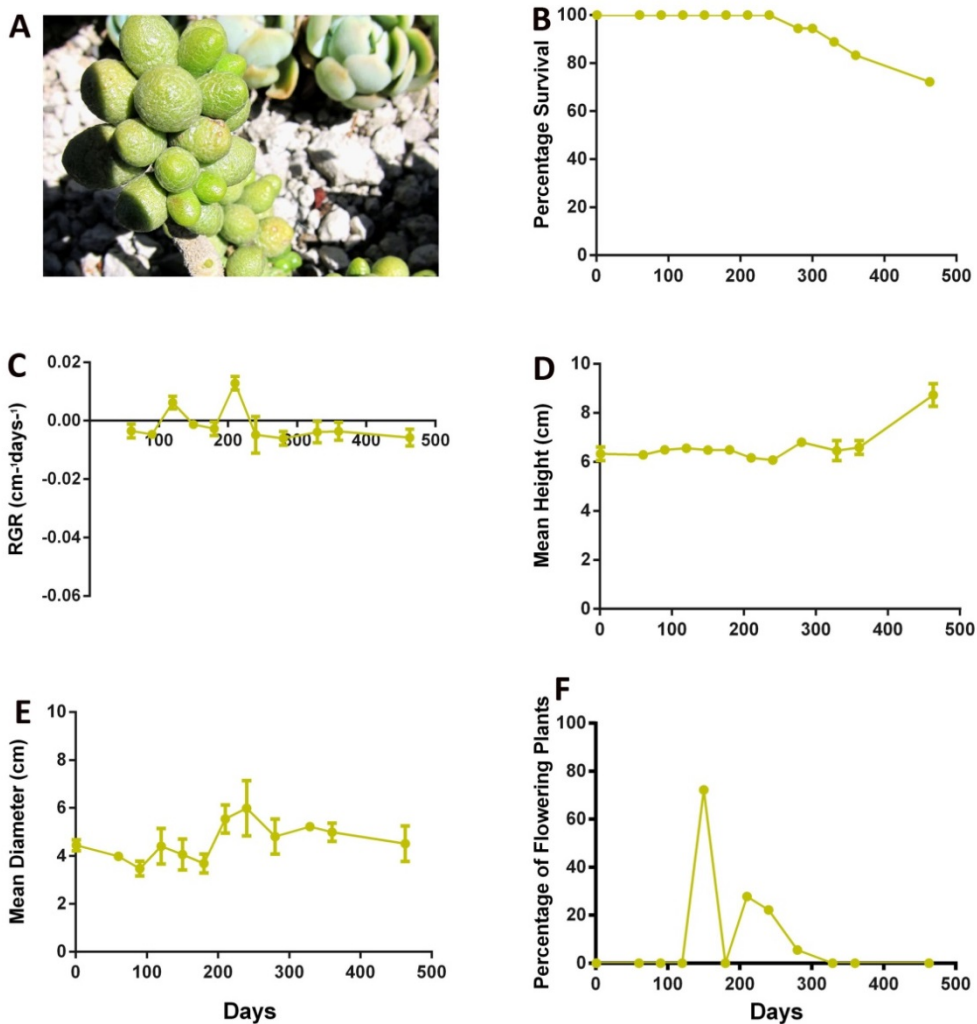 A
B
Percentage Survival
100
80
60
40
20
0
0 100 200 300 400 500
C
RGR (cm-¹days-¹)
0.02
0.00
-0.02
-0.04
-0.06
100 200 300 400 500
D
Mean Height (cm)
10
8
6
4
2
0
0 100 200 300 400 500
E
Mean Diameter (cm)
10
8
6
4
2
0
0 100 200 300 400 500
Days
F
Percentage of Flowering Plants
100
80
60
40
20
0
0 100 200 300 400 500
Days